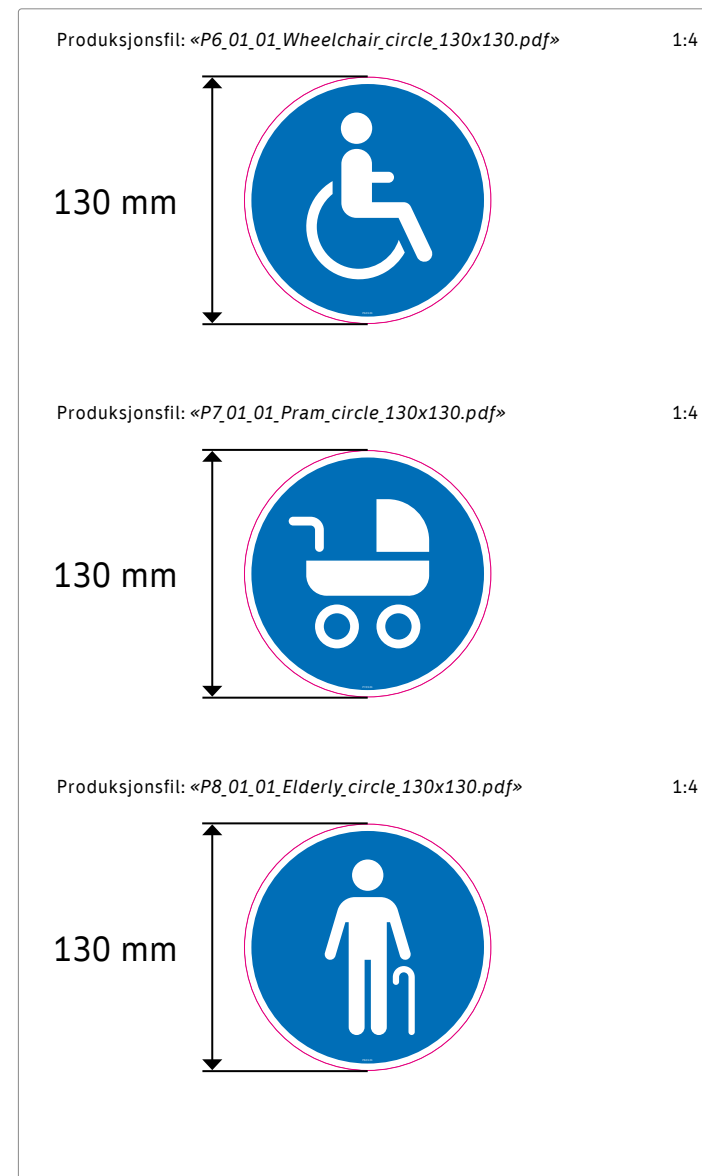 Produksjonsfil: «P6_01_01_Wheelchair_circle_130x130.pdf» 1:4
130 mm
Produksjonsfil: «P7_01_01_Pram_circle_130x130.pdf» 1:4
130 mm
Produksjonsfil: «P8_01_01_Elderly_circle_130x130.pdf» 1:4
130 mm